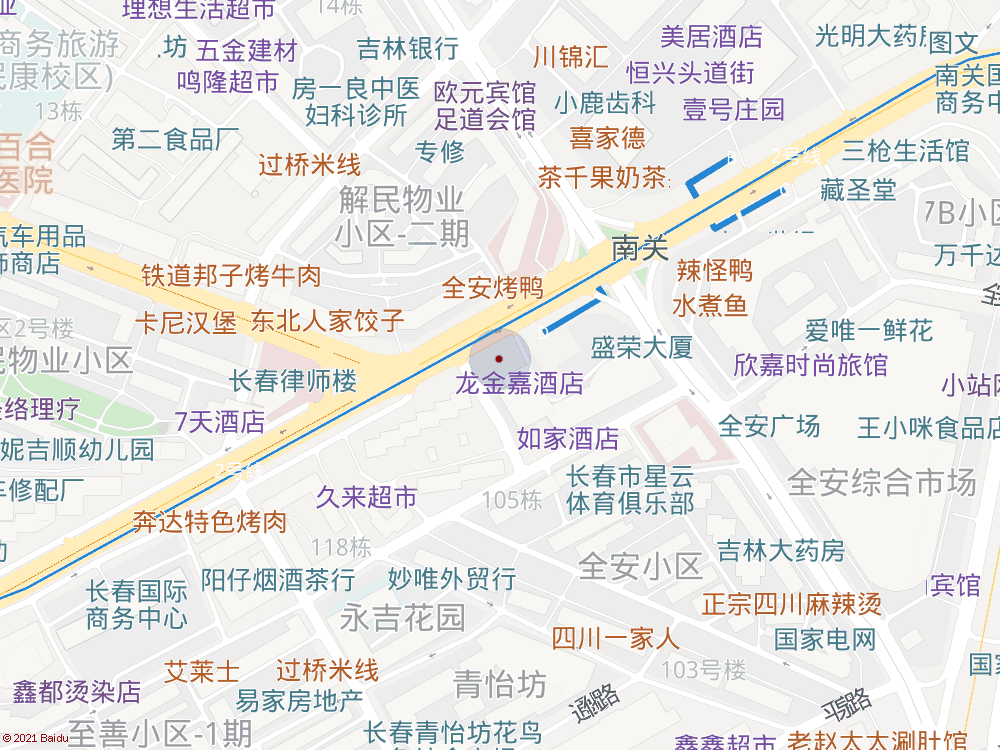 理想生活超市
14栋
商务旅游
民康校区)
.坊
五金建材
鸣隆超市
吉林银行
川锦汇
美居酒店
光明大药房
图文
恒兴头道街
房一良中医
妇科诊所
欧元宾馆
足道会馆
小鹿齿科
壹号庄园
南关国
商务中
13栋
第二食品厂
百合
医院
过桥米线
专修
喜家德
茶千果奶茶
2号线
三枪生活馆
藏圣堂
解民物业
小区-二期
南关
7B小区
汽车用品
饰商店
铁道邦子烤牛肉
全安烤鸭
辣怪鸭
水煮鱼
万千达
全
区2号楼
卡尼汉堡
东北人家饺子
盛荣大厦
爱唯一鲜花
民物业小区
长春律师楼
龙金嘉酒店
欣嘉时尚旅馆
小站网
经络理疗
7天酒店
如家酒店
全安广场
王小咪食品店
妮吉顺幼儿园
2号线
长春市星云
体育俱乐部
全安综合市场
车修配厂
久来超市
105栋
奔达特色烤肉
118栋
全安小区
吉林大药房
长春国际
商务中心
阳仔烟酒茶行
妙唯外贸行
宾馆
永吉花园
正宗四川麻辣烫
四川一家人
国家电网
艾莱士
过桥米线
103号楼
国家
鑫都烫染店
易家房地产
青怡坊
通路
平路
至善小区-1期
长春青怡坊花鸟
鑫鑫超市
老赵太太涮肚馆
© 2021 Baidu